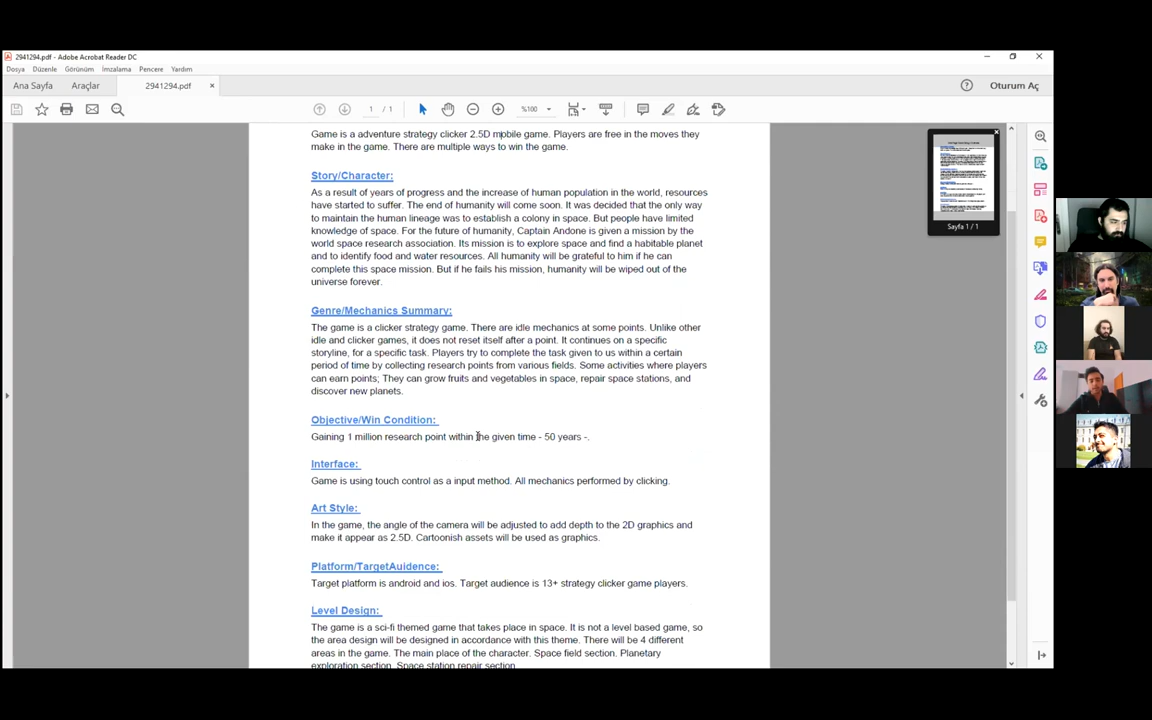 2941294.pdf - Adobe Acrobat Reader DC
Dosya Düzenle Görünüm İmzalama Pencere Yardım
Ana Sayfa Araçlar 2941294.pdf × Oturum Aç
1 / 1 %100
Game is a adventure strategy clicker 2.5D mobile game. Players are free in the moves they
make in the game. There are multiple ways to win the game.
Story/Character:
As a result of years of progress and the increase of human population in the world, resources
have started to suffer. The end of humanity will come soon. It was decided that the only way
to maintain the human lineage was to establish a colony in space. But people have limited
knowledge of space. For the future of humanity, Captain Andone is given a mission by the
world space research association. Its mission is to explore space and find a habitable planet
and to identify food and water resources. All humanity will be grateful to him if he can
complete this space mission. But if he fails his mission, humanity will be wiped out of the
universe forever.
Genre/Mechanics Summary:
The game is a clicker strategy game. There are idle mechanics at some points. Unlike other
idle and clicker games, it does not reset itself after a point. It continues on a specific
storyline, for a specific task. Players try to complete the task given to us within a certain
period of time by collecting research points from various fields. Some activities where players
can earn points; They can grow fruits and vegetables in space, repair space stations, and
discover new planets.
Objective/Win Condition:
Gaining 1 million research point within the given time - 50 years -.
Interface:
Game is using touch control as a input method. All mechanics performed by clicking.
Art Style:
In the game, the angle of the camera will be adjusted to add depth to the 2D graphics and
make it appear as 2.5D. Cartoonish assets will be used as graphics.
Platform/TargetAuidence:
Target platform is android and ios. Target audience is 13+ strategy clicker game players.
Level Design:
The game is a sci-fi themed game that takes place in space. It is not a level based game, so
the area design will be designed in accordance with this theme. There will be 4 different
areas in the game. The main place of the character. Space field section. Planetary
exploration section. Space station repair section.
Sayfa 1 / 1